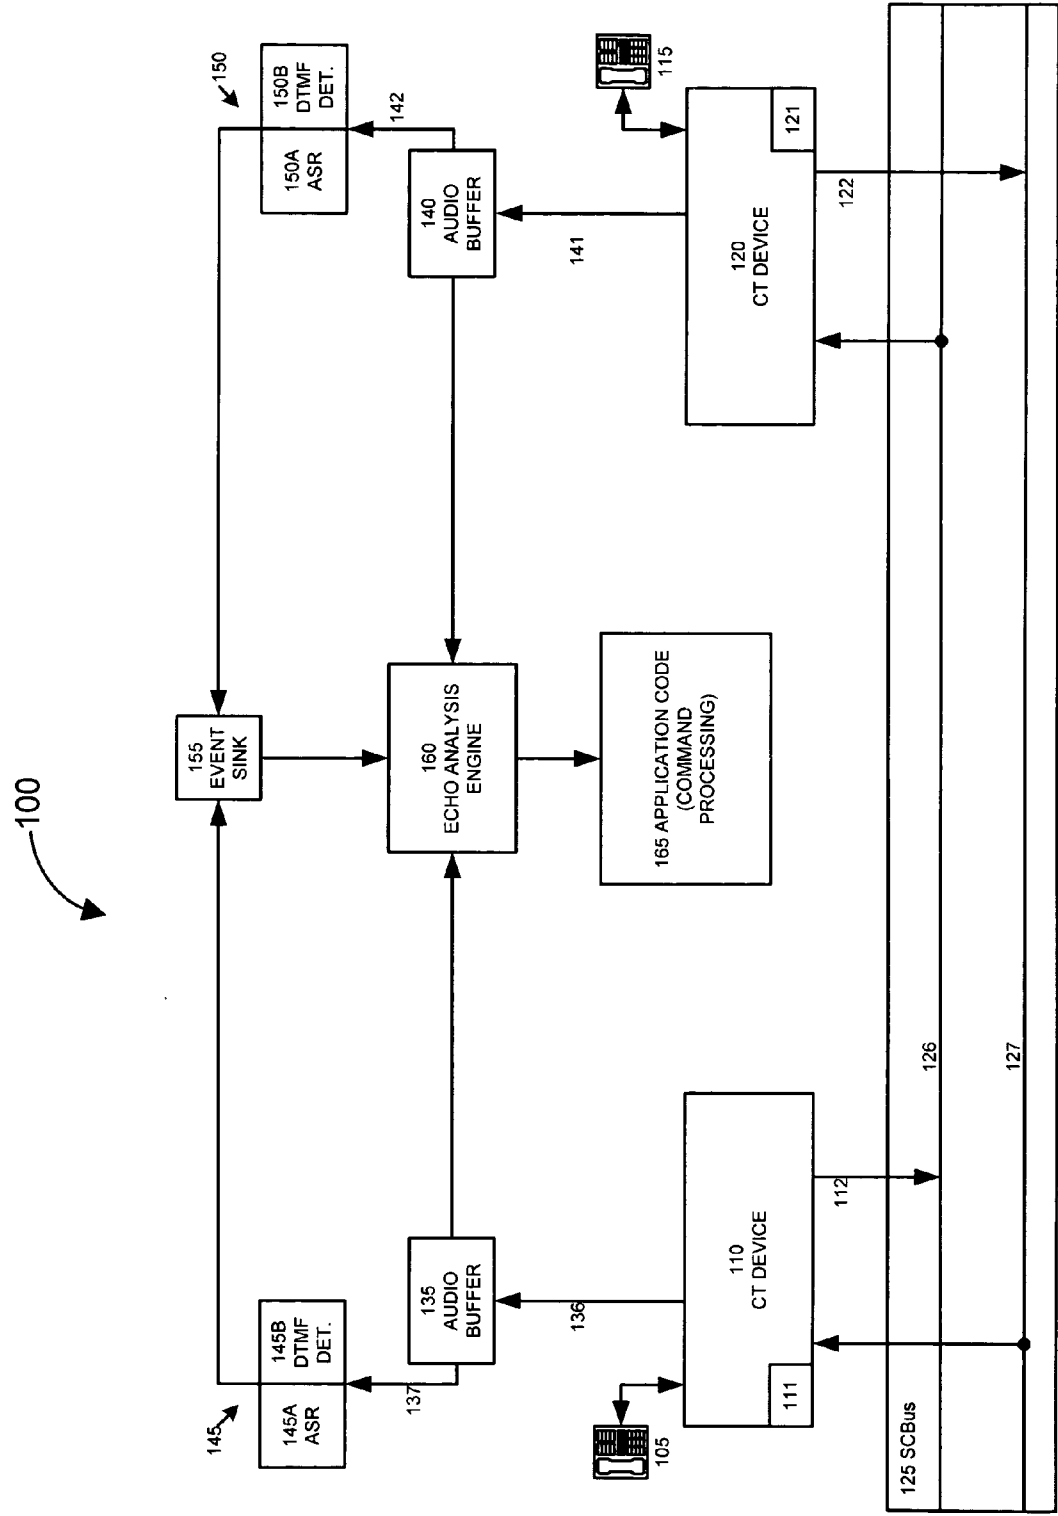 100
145
150
145A
ASR
145B
DTMF
DET.
155
EVENT
SINK
150A
ASR
150B
DTMF
DET.
137
142
135
AUDIO
BUFFER
160
ECHO ANALYSIS
ENGINE
140
AUDIO
BUFFER
136
141
105
165 APPLICATION CODE
(COMMAND
PROCESSING)
115
110
CT DEVICE
111
120
CT DEVICE
121
112
122
125 SCBus
126
127